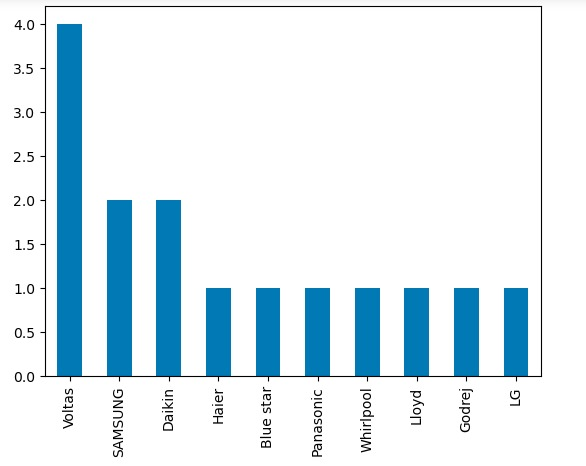 4.0
3.5
3.0
2.5
2.0
1.5
1.0
0.5
0.0
Voltas
SAMSUNG
Daikin
Haier
Blue star
Panasonic
Whirlpool
Lloyd
Godrej
LG